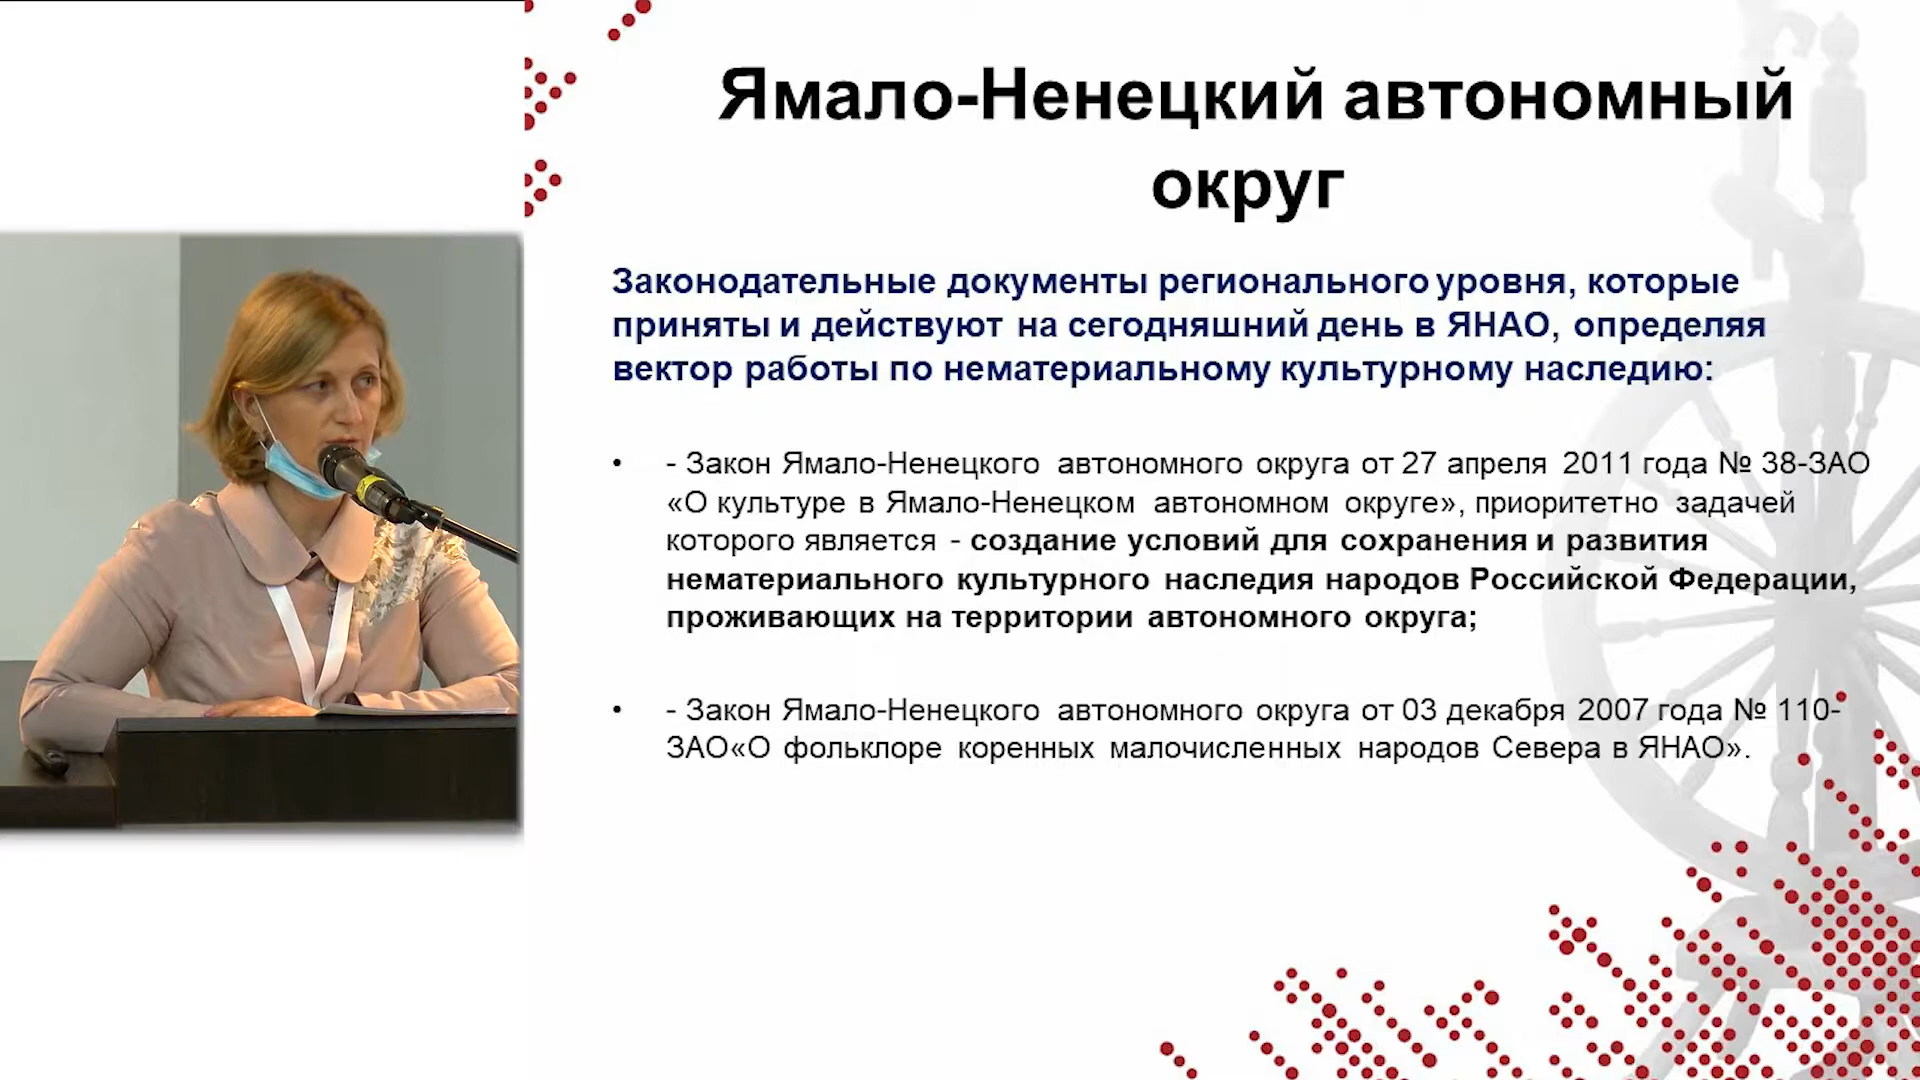 Ямало-Ненецкий автономный
округ
Законодательные документы регионального уровня, которые
приняты и действуют на сегодняшний день в ЯНАО, определяя
вектор работы по нематериальному культурному наследию:
• - Закон Ямало-Ненецкого автономного округа от 27 апреля 2011 года № 38-ЗАО
«О культуре в Ямало-Ненецком автономном округе», приоритетно задачей
которого является - создание условий для сохранения и развития
нематериального культурного наследия народов Российской Федерации,
проживающих на территории автономного округа;
• - Закон Ямало-Ненецкого автономного округа от 03 декабря 2007 года № 110-
ЗАО«О фольклоре коренных малочисленных народов Севера в ЯНАО».